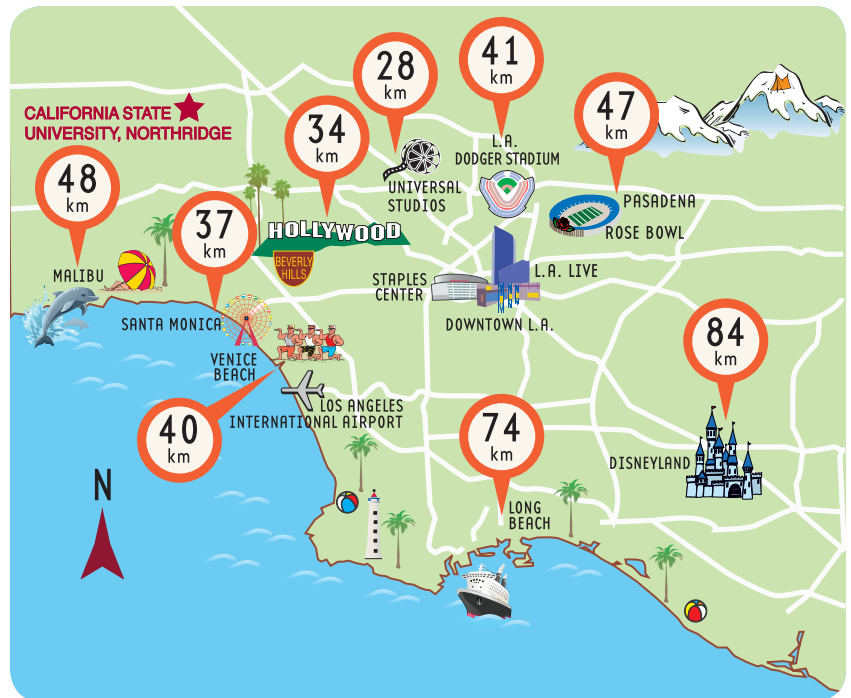 CALIFORNIA STATE
UNIVERSITY, NORTHRIDGE
28
km
41
km
47
km
34
km
48
km
37
km
L.A.
DODGER STADIUM
UNIVERSAL
STUDIOS
PASADENA
ROSE BOWL
HOLLYWOOD
BEVERLY
HILLS
MALIBU
STAPLES
CENTER
L.A. LIVE
DOWNTOWN L.A.
SANTA MONICA
VENICE
BEACH
84
km
LOS ANGELES
INTERNATIONAL AIRPORT
40
km
74
km
DISNEYLAND
N
LONG
BEACH